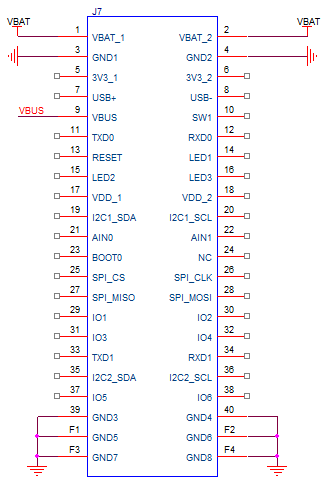 J7
VBAT 1 VBAT_1 VBAT_2 2 VBAT
3 GND1 GND2 4
5 3V3_1 3V3_2 6
7 USB+ USB- 8
VBUS 9 VBUS SW1 10
11 TXD0 RXD0 12
13 RESET LED1 14
15 LED2 LED3 16
17 VDD_1 VDD_2 18
19 I2C1_SDA I2C1_SCL 20
21 AIN0 AIN1 22
23 BOOT0 NC 24
25 SPI_CS SPI_CLK 26
27 SPI_MISO SPI_MOSI 28
29 IO1 IO2 30
31 IO3 IO4 32
33 TXD1 RXD1 34
35 I2C2_SDA I2C2_SCL 36
37 IO5 IO6 38
39 GND3 GND4 40
F1 GND5 GND6 F2
F3 GND7 GND8 F4